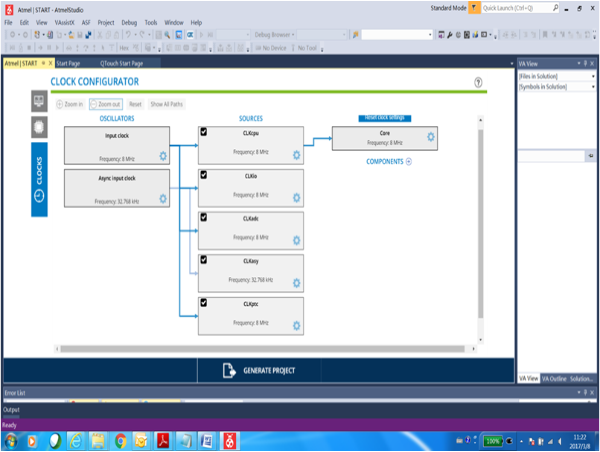 Atmel | START - AtmelStudio
Standard Mode
Quick Launch (Ctrl+Q)
File Edit View VAssistX ASF Project Debug Tools Window Help
Debug Browser
Hex
No Device
No Tool
Atmel | START
Start Page
QTouch Start Page
VA View
CLOCK CONFIGURATOR
[Files in Solution]
[Symbols in Solution]
Zoom in
Zoom out
Reset
Show All Paths
OSCILLATORS
SOURCES
Reset clock settings
Input clock
Frequency: 8 MHz
CLKcpu
Frequency: 8 MHz
Core
Frequency: 8 MHz
COMPONENTS
Async input clock
Frequency: 32.768 kHz
CLKio
Frequency: 8 MHz
CLOCKS
CLKadc
Frequency: 8 MHz
CLKasy
Frequency: 32.768 kHz
CLKptc
Frequency: 8 MHz
GENERATE PROJECT
VA View VA Outline Solution...
Error List
Output
Ready
100%
11:22
2017/1/8